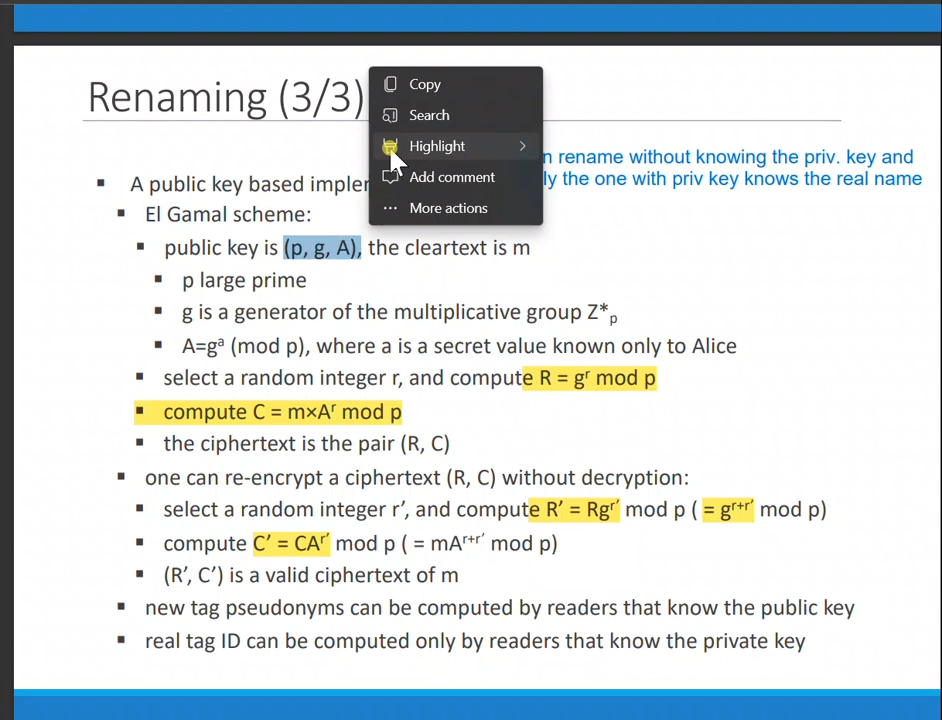 Renaming (3/3)
Copy
Search
Highlight
Add comment
More actions
n rename without knowing the priv. key and
ly the one with priv key knows the real name
▪ A public key based imple
▪ El Gamal scheme:
▪ public key is (p, g, A), the cleartext is m
▪ p large prime
▪ g is a generator of the multiplicative group Z*ₚ
▪ A=gᵃ (mod p), where a is a secret value known only to Alice
▪ select a random integer r, and compute R = gʳ mod p
▪ compute C = m×Aʳ mod p
▪ the ciphertext is the pair (R, C)
▪ one can re-encrypt a ciphertext (R, C) without decryption:
▪ select a random integer r’, and compute R’ = Rgʳ’ mod p ( = gʳ⁺ʳ’ mod p)
▪ compute C’ = CAʳ’ mod p ( = mAʳ⁺ʳ’ mod p)
▪ (R’, C’) is a valid ciphertext of m
▪ new tag pseudonyms can be computed by readers that know the public key
▪ real tag ID can be computed only by readers that know the private key